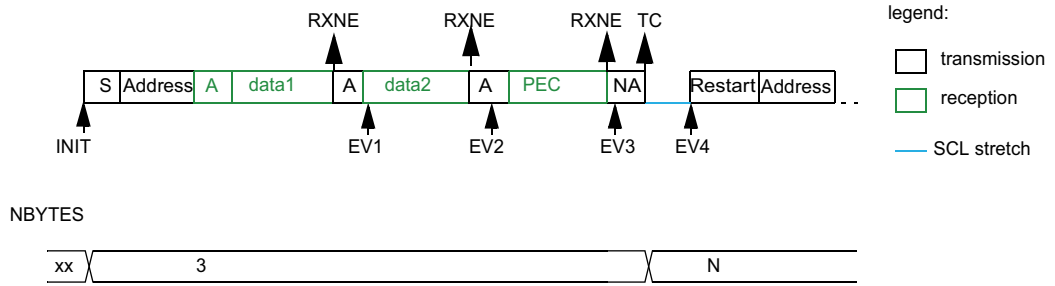 legend:
RXNE RXNE RXNE TC
transmission
S Address A data1 A data2 A PEC NA Restart Address
reception
INIT EV1 EV2 EV3 EV4
SCL stretch
NBYTES
xx 3 N